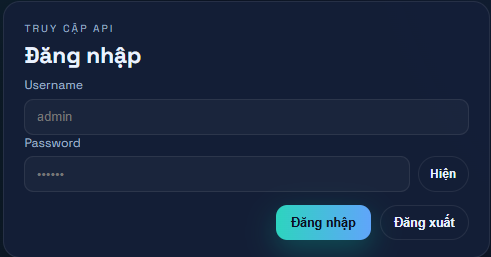 TRUY CẬP API
Đăng nhập
Username
admin
Password
••••••
Hiện
Đăng nhập
Đăng xuất